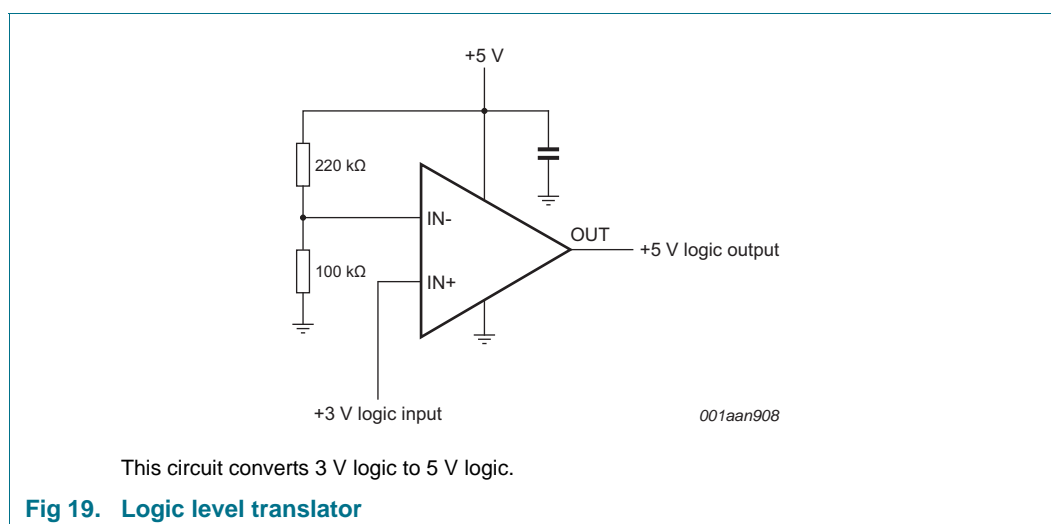 +5 V
220 kΩ
IN-
OUT
+5 V logic output
100 kΩ
IN+
+3 V logic input
001aan908
This circuit converts 3 V logic to 5 V logic.
Fig 19. Logic level translator